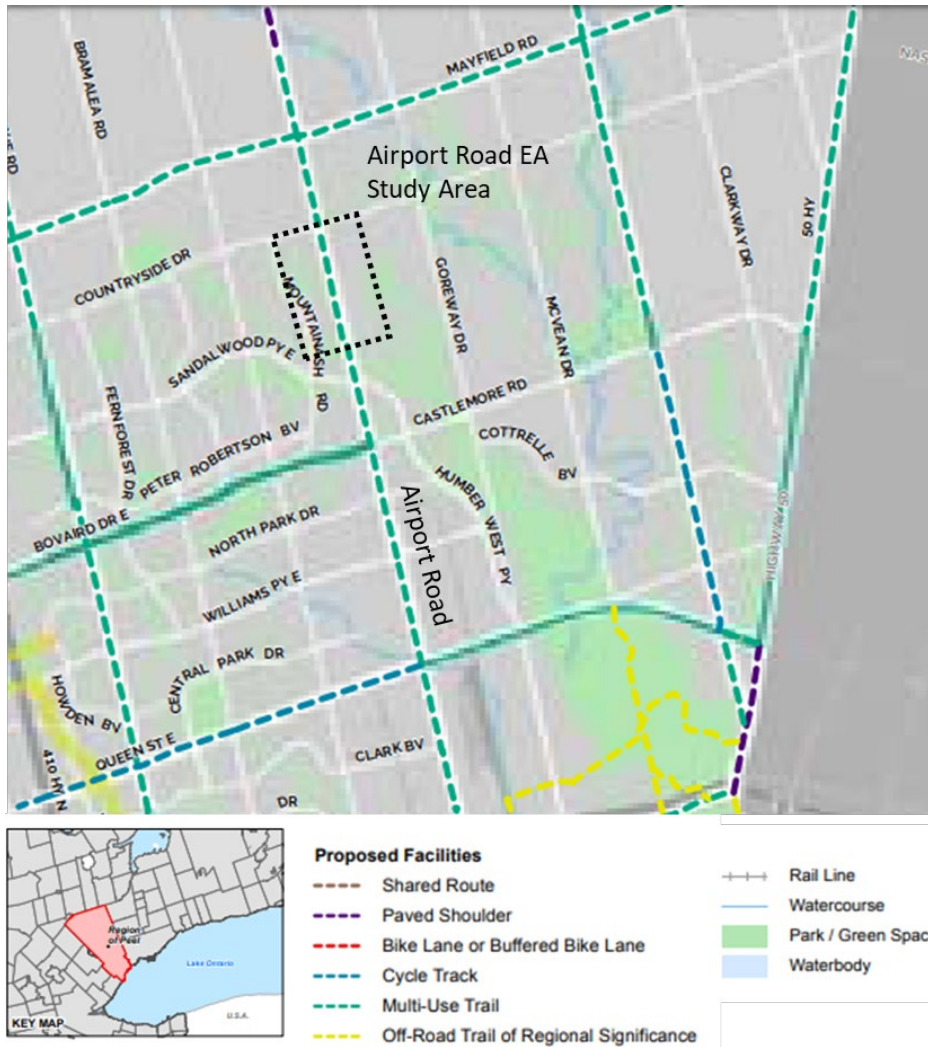 BRAMALEA RD
MAYFIELD RD
NAS
RD
Airport Road EA
Study Area
CLARKWAY DR
50 HY
COUNTRYSIDE DR
MOUNTAINASH RD
GOREWAY DR
MCVEAN DR
SANDALWOOD PY E
FERNFOREST DR
CASTLEMORE RD
PETER ROBERTSON BV
COTTRELLE BV
HUMBER WEST PY
BOVAIRD DR E
NORTH PARK DR
Airport Road
HIGHWAY 50
WILLIAMS PY E
CENTRAL PARK DR
HOWDEN BV
QUEEN ST E
410 HY N
CLARK BV
DR
Region
of Peel
Lake Ontario
U.S.A.
KEY MAP
Proposed Facilities
Shared Route
Paved Shoulder
Bike Lane or Buffered Bike Lane
Cycle Track
Multi-Use Trail
Off-Road Trail of Regional Significance
Rail Line
Watercourse
Park / Green Spac
Waterbody